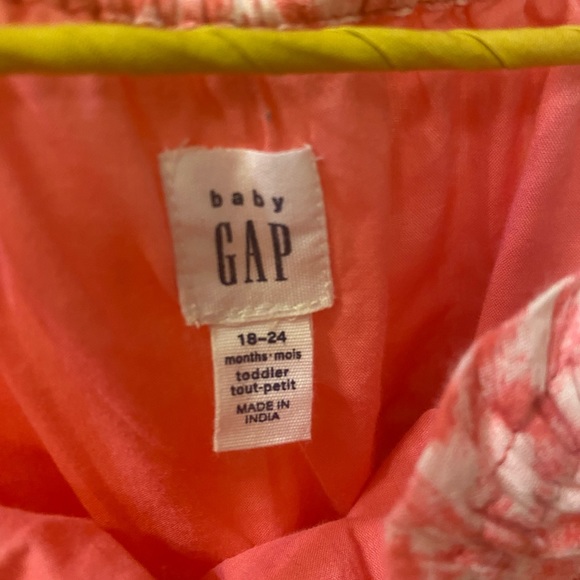 baby
GAP
18-24
months·mois
toddler
tout-petit
MADE IN
INDIA